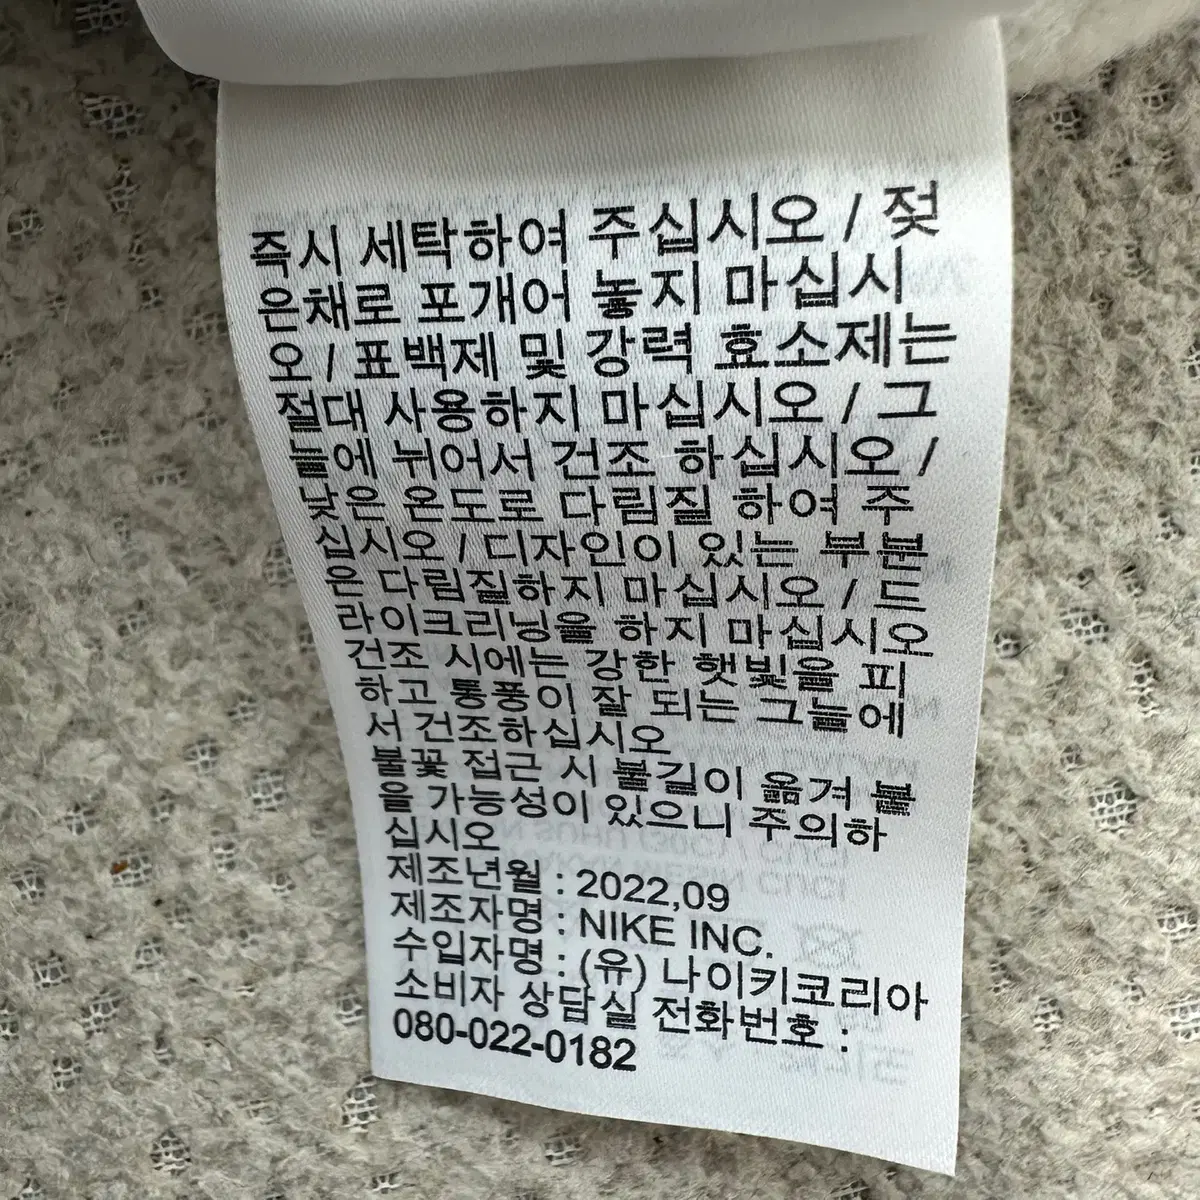 즉시 세탁하여 주십시오 / 젖
은채로 포개어 놓지 마십시
오 / 표백제 및 강력 효소제는
절대 사용하지 마십시오 / 그
늘에 뉘어서 건조 하십시오 /
낮은 온도로 다림질 하여 주
십시오 / 디자인이 있는 부분
은 다림질하지 마십시오 / 드
라이크리닝을 하지 마십시오
건조 시에는 강한 햇빛을 피
하고 통풍이 잘 되는 그늘에
서 건조하십시오
불꽃 접근 시 불길이 옮겨 붙
을 가능성이 있으니 주의하
십시오
제조년월 : 2022,09
제조자명 : NIKE INC.
수입자명 : (유) 나이키코리아
소비자 상담실 전화번호 :
080-022-0182